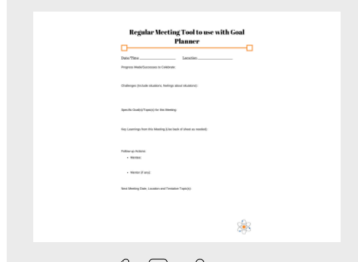 Regular Meeting Tool to use with Goal
Planner
Date/Time: Location:
Progress Made/Successes to Celebrate:
Challenges (include situations, feelings about situations):
Specific Goal(s)/Topic(s) for this Meeting:
Key Learnings from this Meeting (Use back of sheet as needed):
Follow-up Actions:
Mentee:
Mentor (if any):
Next Meeting Date, Location and Tentative Topic(s):